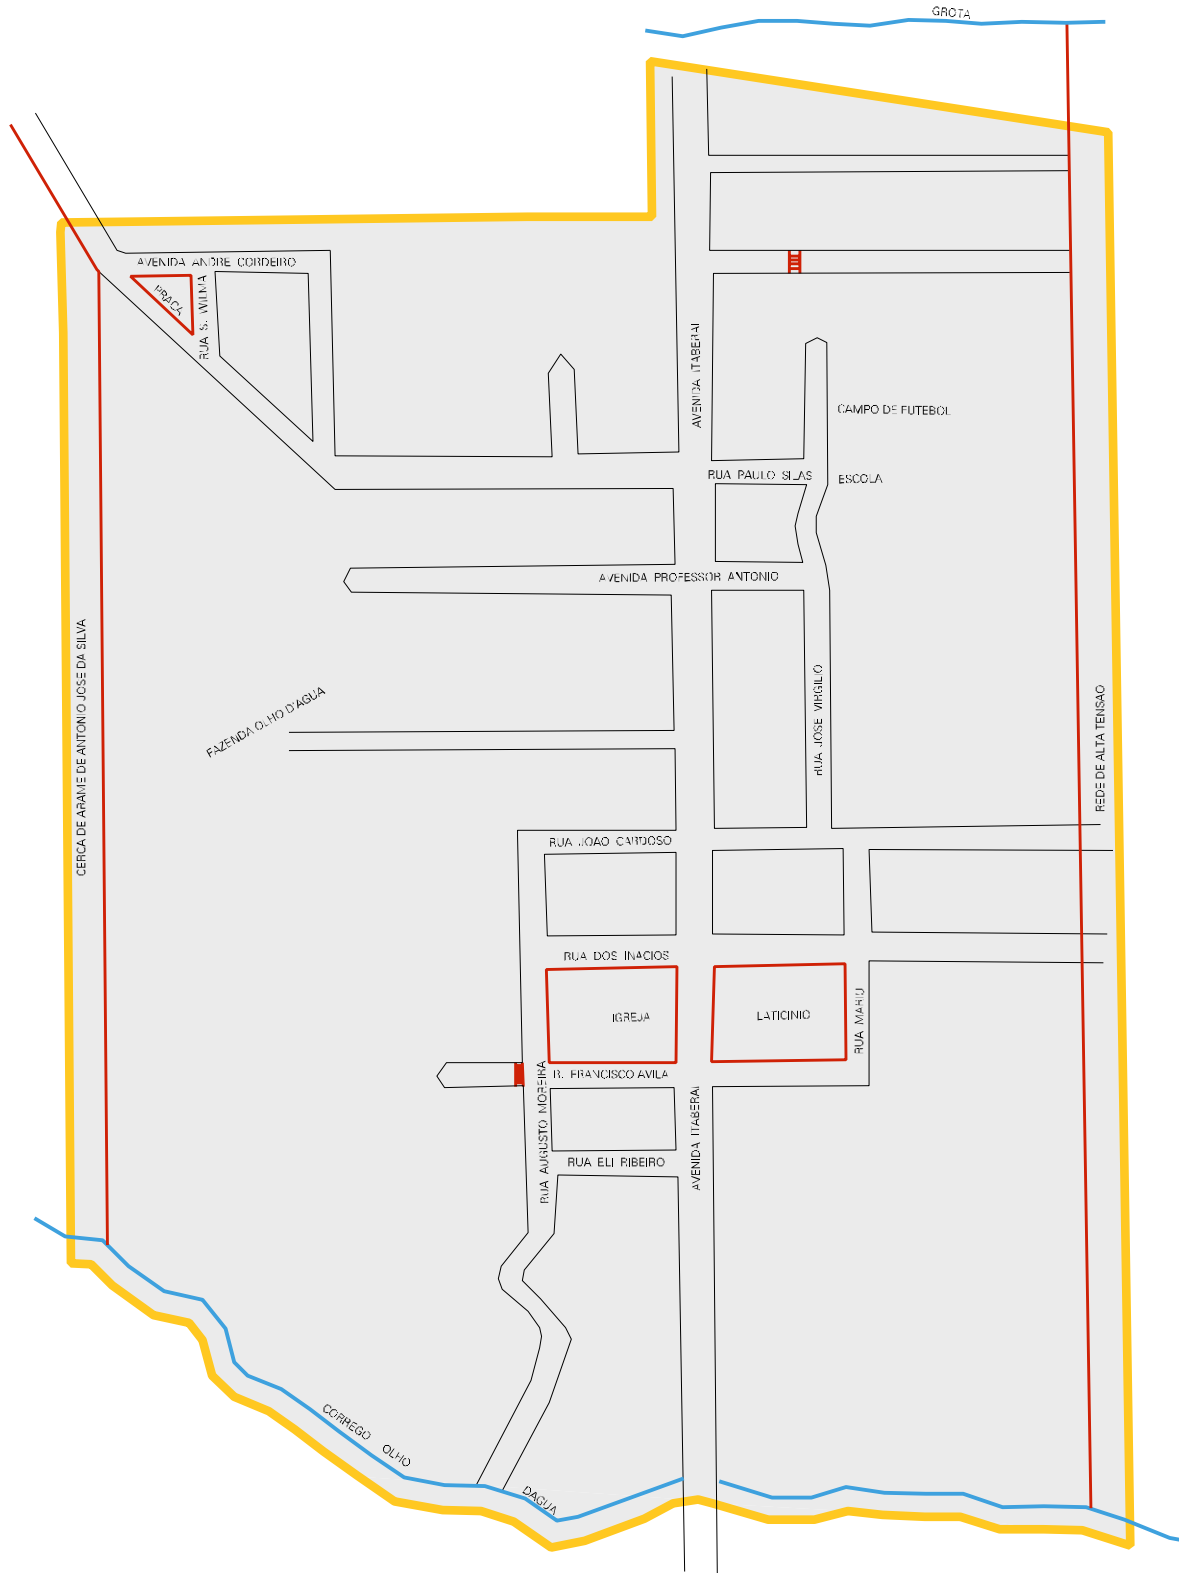 GROTA
AVENIDA ANDRE CORDEIRO
PRACA
RUA S. WILMA
AVENIDA ITABERAI
CAMPO DE FUTEBOL
RUA PAULO SILAS
ESCOLA
AVENIDA PROFESSOR ANTONIO
CERCA DE ARAME DE ANTONIO JOSE DA SILVA
FAZENDA OLHO D'AGUA
RUA JOSE VIRGILIO
REDE DE ALTA TENSAO
RUA JOAO CARDOSO
RUA DOS INACIOS
IGREJA
LATICINIO
RUA MARIO
R. FRANCISCO AVILA
RUA AUGUSTO MOREIRA
AVENIDA ITABERAI
RUA ELI RIBEIRO
CORREGO OLHO DAGUA